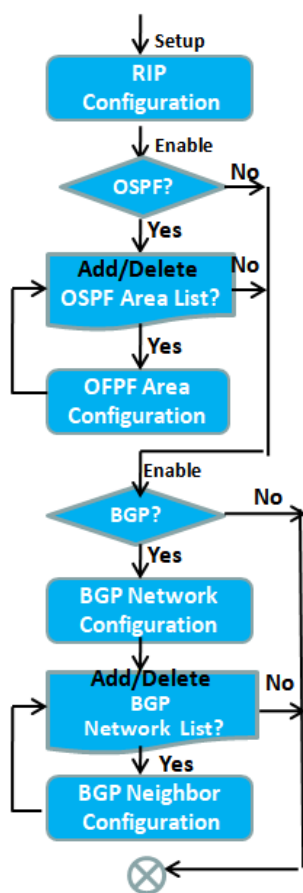 Setup
RIP
Configuration
Enable
OSPF?
No
Yes
Add/Delete
OSPF Area List?
No
Yes
OFPF Area
Configuration
Enable
BGP?
No
Yes
BGP Network
Configuration
Add/Delete
BGP
Network List?
No
Yes
BGP Neighbor
Configuration